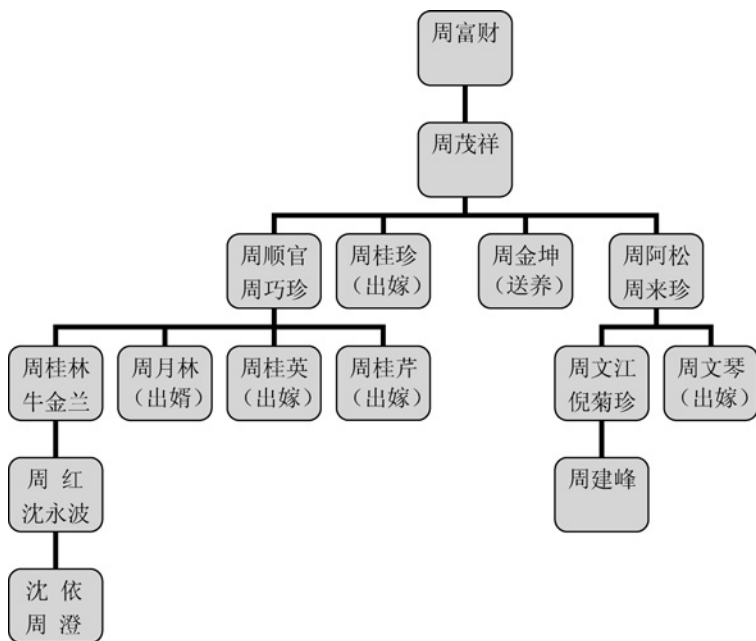 周富财
周茂祥
周顺官
周巧珍
周桂珍
（出嫁）
周金坤
（送养）
周阿松
周来珍
周桂林
牛金兰
周月林
（出婿）
周桂英
（出嫁）
周桂芹
（出嫁）
周文江
倪菊珍
周文琴
（出嫁）
周 红
沈永波
周建峰
沈 依
周 澄